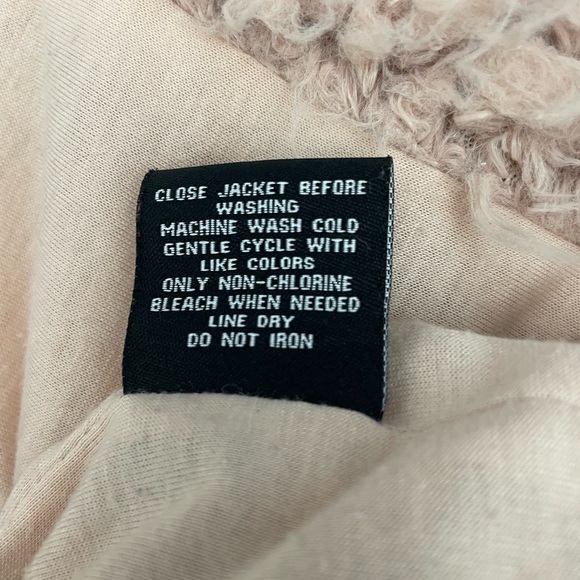 CLOSE JACKET BEFORE
WASHING
MACHINE WASH COLD
GENTLE CYCLE WITH
LIKE COLORS
ONLY NON-CHLORINE
BLEACH WHEN NEEDED
LINE DRY
DO NOT IRON